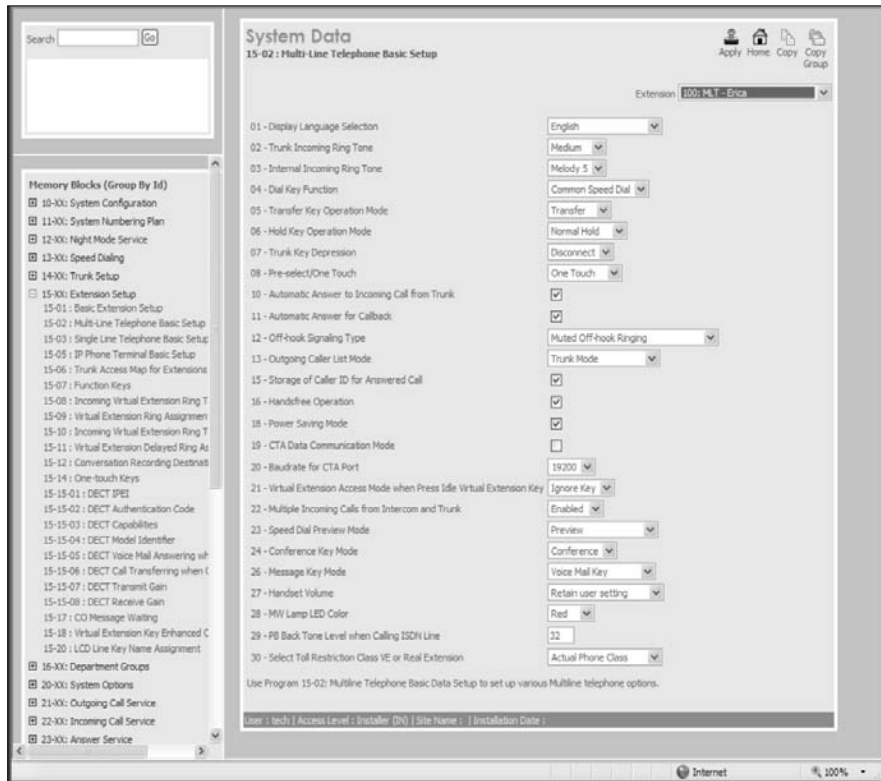 Search
Go
Memory Blocks (Group By Id)
10-XX: System Configuration
11-XX: System Numbering Plan
12-XX: Night Mode Service
13-XX: Speed Dialing
14-XX: Trunk Setup
15-XX: Extension Setup
15-01 : Basic Extension Setup
15-02 : Multi-Line Telephone Basic Setup
15-03 : Single Line Telephone Basic Setup
15-05 : IP Phone Terminal Basic Setup
15-06 : Trunk Access Map for Extensions
15-07 : Function Keys
15-08 : Incoming Virtual Extension Ring T
15-09 : Virtual Extension Ring Assignmen
15-10 : Incoming Virtual Extension Ring T
15-11 : Virtual Extension Delayed Ring As
15-12 : Conversation Recording Destinati
15-14 : One-touch Keys
15-15-01 : DECT IPEI
15-15-02 : DECT Authentication Code
15-15-03 : DECT Capabilities
15-15-04 : DECT Model Identifier
15-15-05 : DECT Voice Mail Answering wh
15-15-06 : DECT Call Transferring when (
15-15-07 : DECT Transmit Gain
15-15-08 : DECT Receive Gain
15-17 : CO Message Waiting
15-18 : Virtual Extension Key Enhanced C
15-20 : LCD Line Key Name Assignment
16-XX: Department Groups
20-XX: System Options
21-XX: Outgoing Call Service
22-XX: Incoming Call Service
23-XX: Answer Service
System Data
15-02 : Multi-Line Telephone Basic Setup
Apply Home Copy Copy Group
Extension 100: MLT - Erica
01 - Display Language Selection English
02 - Trunk Incoming Ring Tone Medium
03 - Internal Incoming Ring Tone Melody 5
04 - Dial Key Function Common Speed Dial
05 - Transfer Key Operation Mode Transfer
06 - Hold Key Operation Mode Normal Hold
07 - Trunk Key Depression Disconnect
08 - Pre-select/One Touch One Touch
10 - Automatic Answer to Incoming Call from Trunk
11 - Automatic Answer for Callback
12 - Off-hook Signaling Type Muted Off-hook Ringing
13 - Outgoing Caller List Mode Trunk Mode
15 - Storage of Caller ID for Answered Call
16 - Handsfree Operation
18 - Power Saving Mode
19 - CTA Data Communication Mode
20 - Baudrate for CTA Port 19200
21 - Virtual Extension Access Mode when Press Idle Virtual Extension Key Ignore Key
22 - Multiple Incoming Calls from Intercom and Trunk Enabled
23 - Speed Dial Preview Mode Preview
24 - Conference Key Mode Conference
26 - Message Key Mode Voice Mail Key
27 - Handset Volume Retain user setting
28 - MW Lamp LED Color Red
29 - PB Back Tone Level when Calling ISDN Line 32
30 - Select Toll Restriction Class VE or Real Extension Actual Phone Class
Use Program 15-02: Multiline Telephone Basic Data Setup to set up various Multiline telephone options.
User : tech | Access Level : Installer (IN) | Site Name : | Installation Date :
Internet 100%